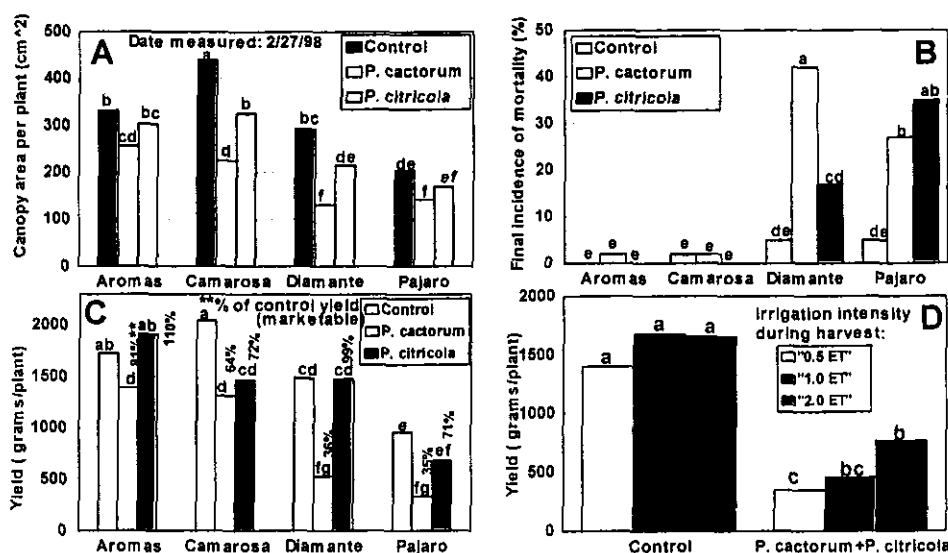 A
Date measured: 2/27/98
Control
P. cactorum
P. citricola
Canopy area per plant (cm^2)
500
400
300
200
100
0
b
cd
bc
a
d
b
bc
f
de
de
f
ef
Aromas
Camarosa
Diamante
Pajaro
B
P. cactorum
P. citricola
Control
Final incidence of mortality (%)
50
40
30
20
10
0
e
e
e
e
e
e
de
a
cd
de
b
ab
Aromas
Camarosa
Diamante
Pajaro
C
**% of control yield
(marketable)
Control
P. cactorum
P. citricola
Yield ( grams/plant)
2000
1500
1000
500
0
ab
d
81%**
ab
110%
a
d
64%
cd
72%
cd
fg
36%
cd
99%
e
fg
35%
ef
71%
Aromas
Camarosa
Diamante
Pajaro
D
Irrigation intensity
during harvest:
"0.5 ET"
"1.0 ET"
"2.0 ET"
Yield ( grams/plant)
2000
1500
1000
500
0
a
a
a
c
bc
b
Control
P. cactorum+P. citricola